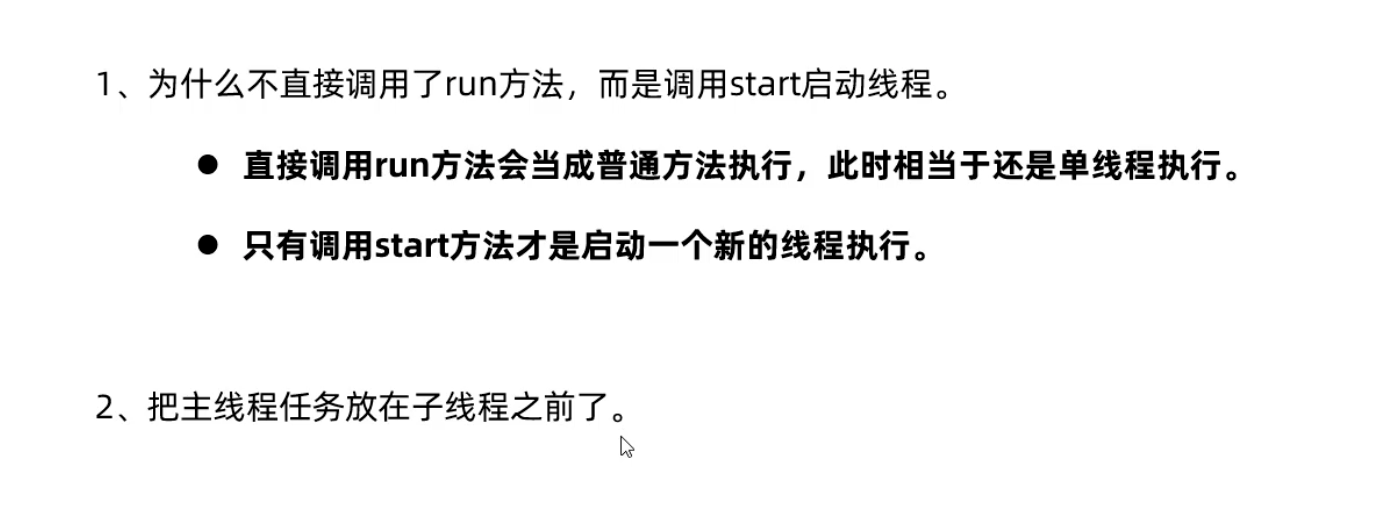 1、为什么不直接调用了run方法，而是调用start启动线程。
● 直接调用run方法会当成普通方法执行，此时相当于还是单线程执行。
● 只有调用start方法才是启动一个新的线程执行。
2、把主线程任务放在子线程之前了。